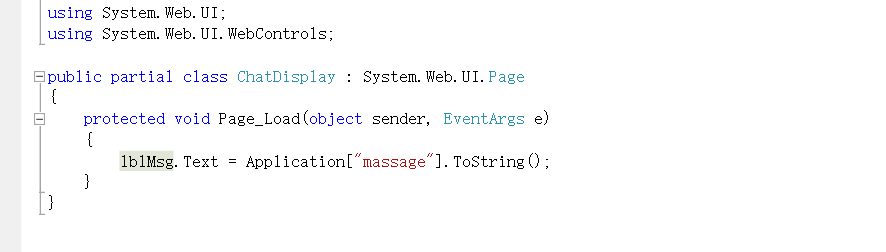 using System.Web.UI;
using System.Web.UI.WebControls;
public partial class ChatDisplay : System.Web.UI.Page
{
protected void Page_Load(object sender, EventArgs e)
{
lblMsg.Text = Application["massage"].ToString();
}
}